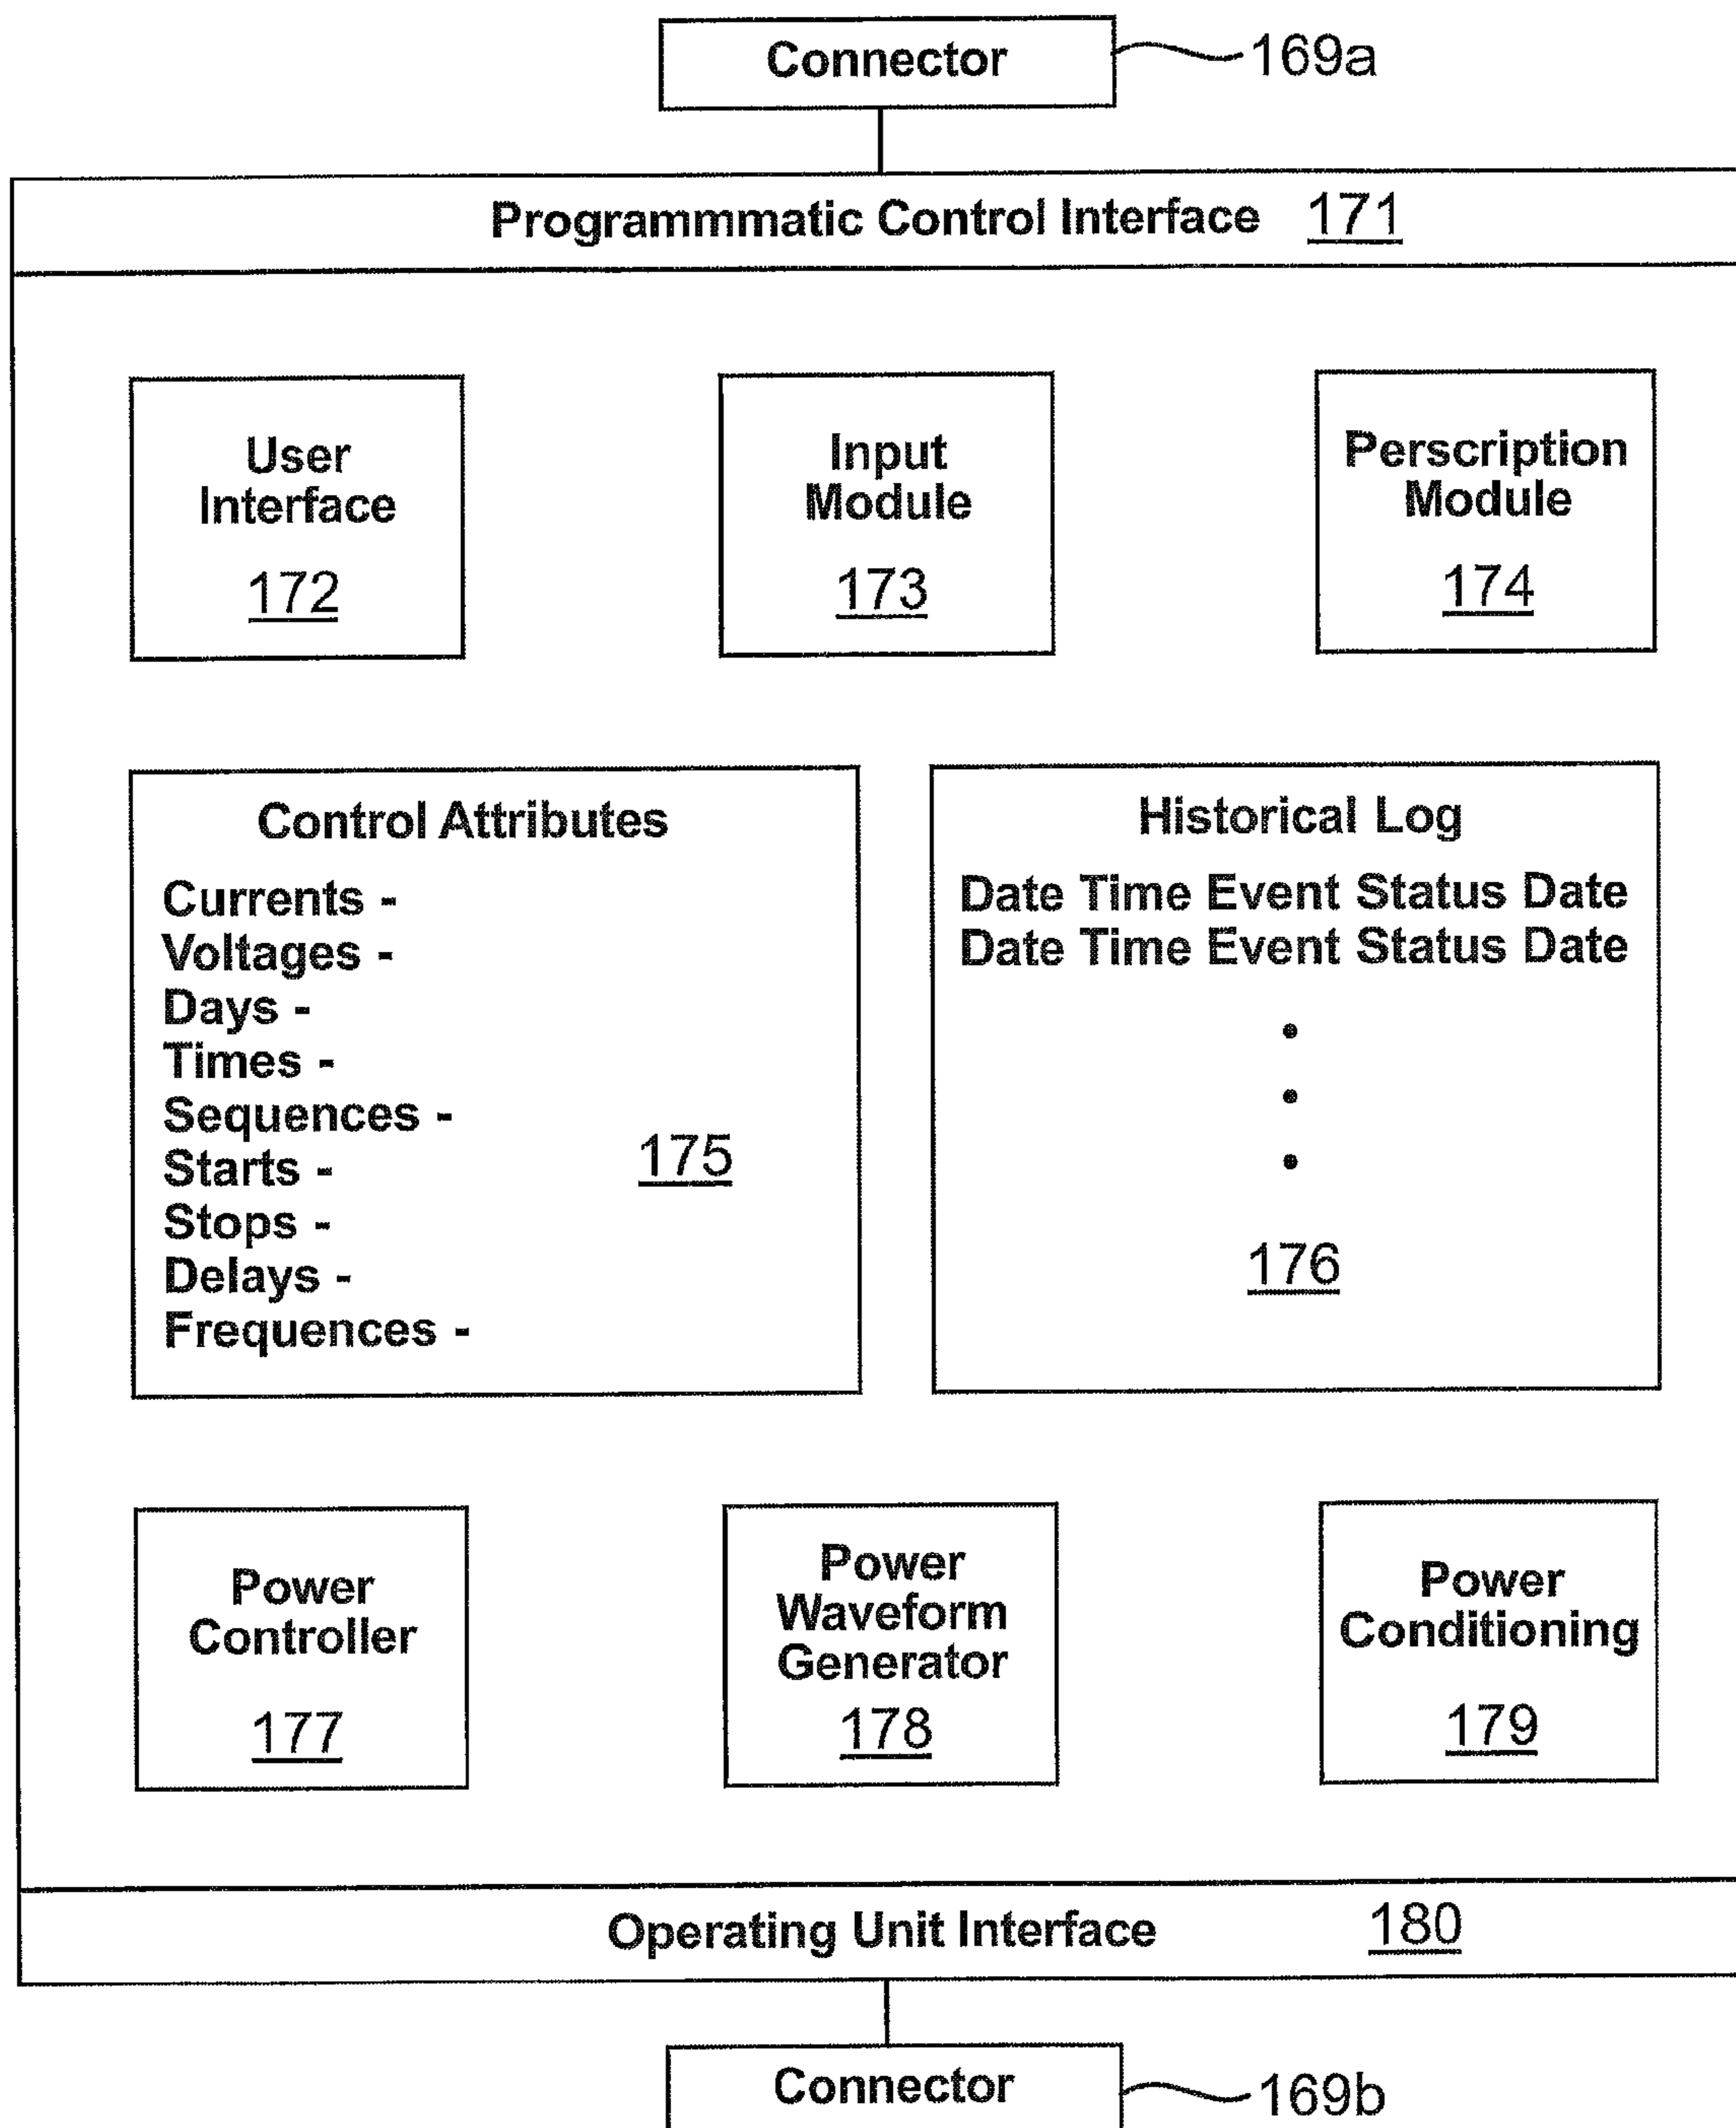 Connector 169a
Programmmatic Control Interface 171
User
Interface
172
Input
Module
173
Perscription
Module
174
Control Attributes
Currents -
Voltages -
Days -
Times -
Sequences -
Starts -
Stops -
Delays -
Frequences -
175
Historical Log
Date Time Event Status Date
Date Time Event Status Date
176
Power
Controller
177
Power
Waveform
Generator
178
Power
Conditioning
179
Operating Unit Interface 180
Connector 169b